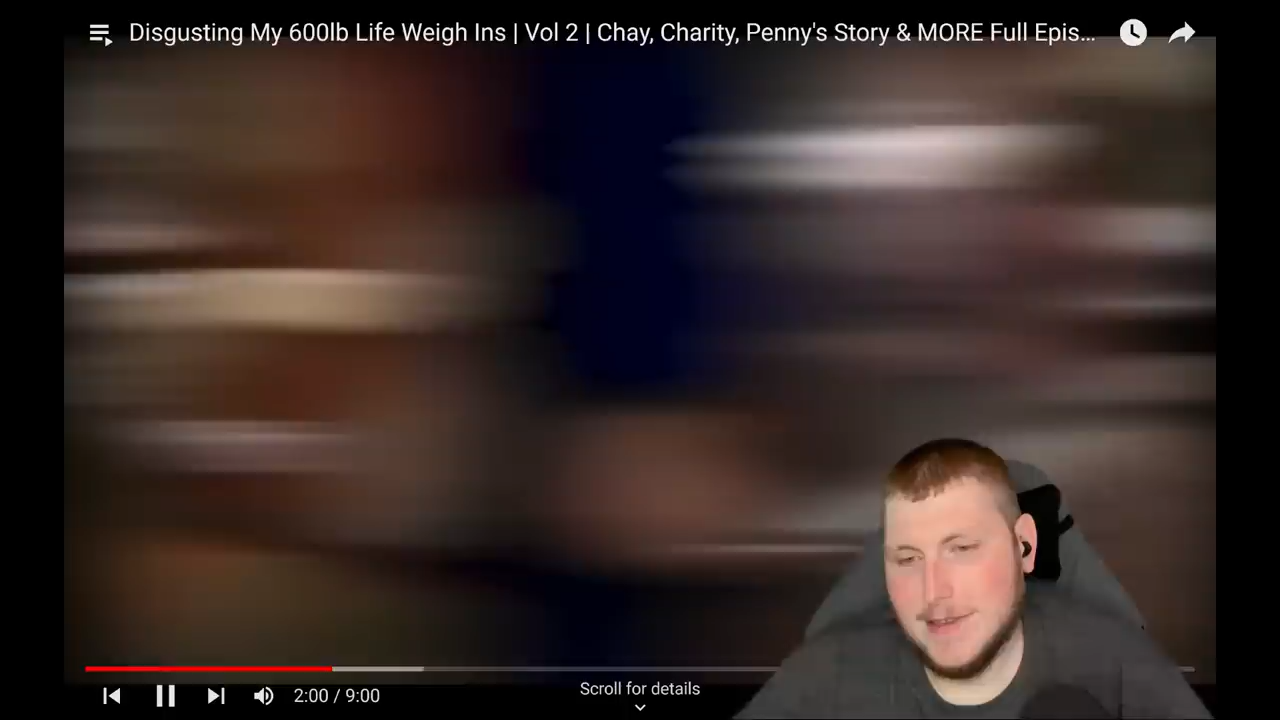 Disgusting My 600lb Life Weigh Ins | Vol 2 | Chay, Charity, Penny's Story & MORE Full Epis...
2:00 / 9:00
Scroll for details